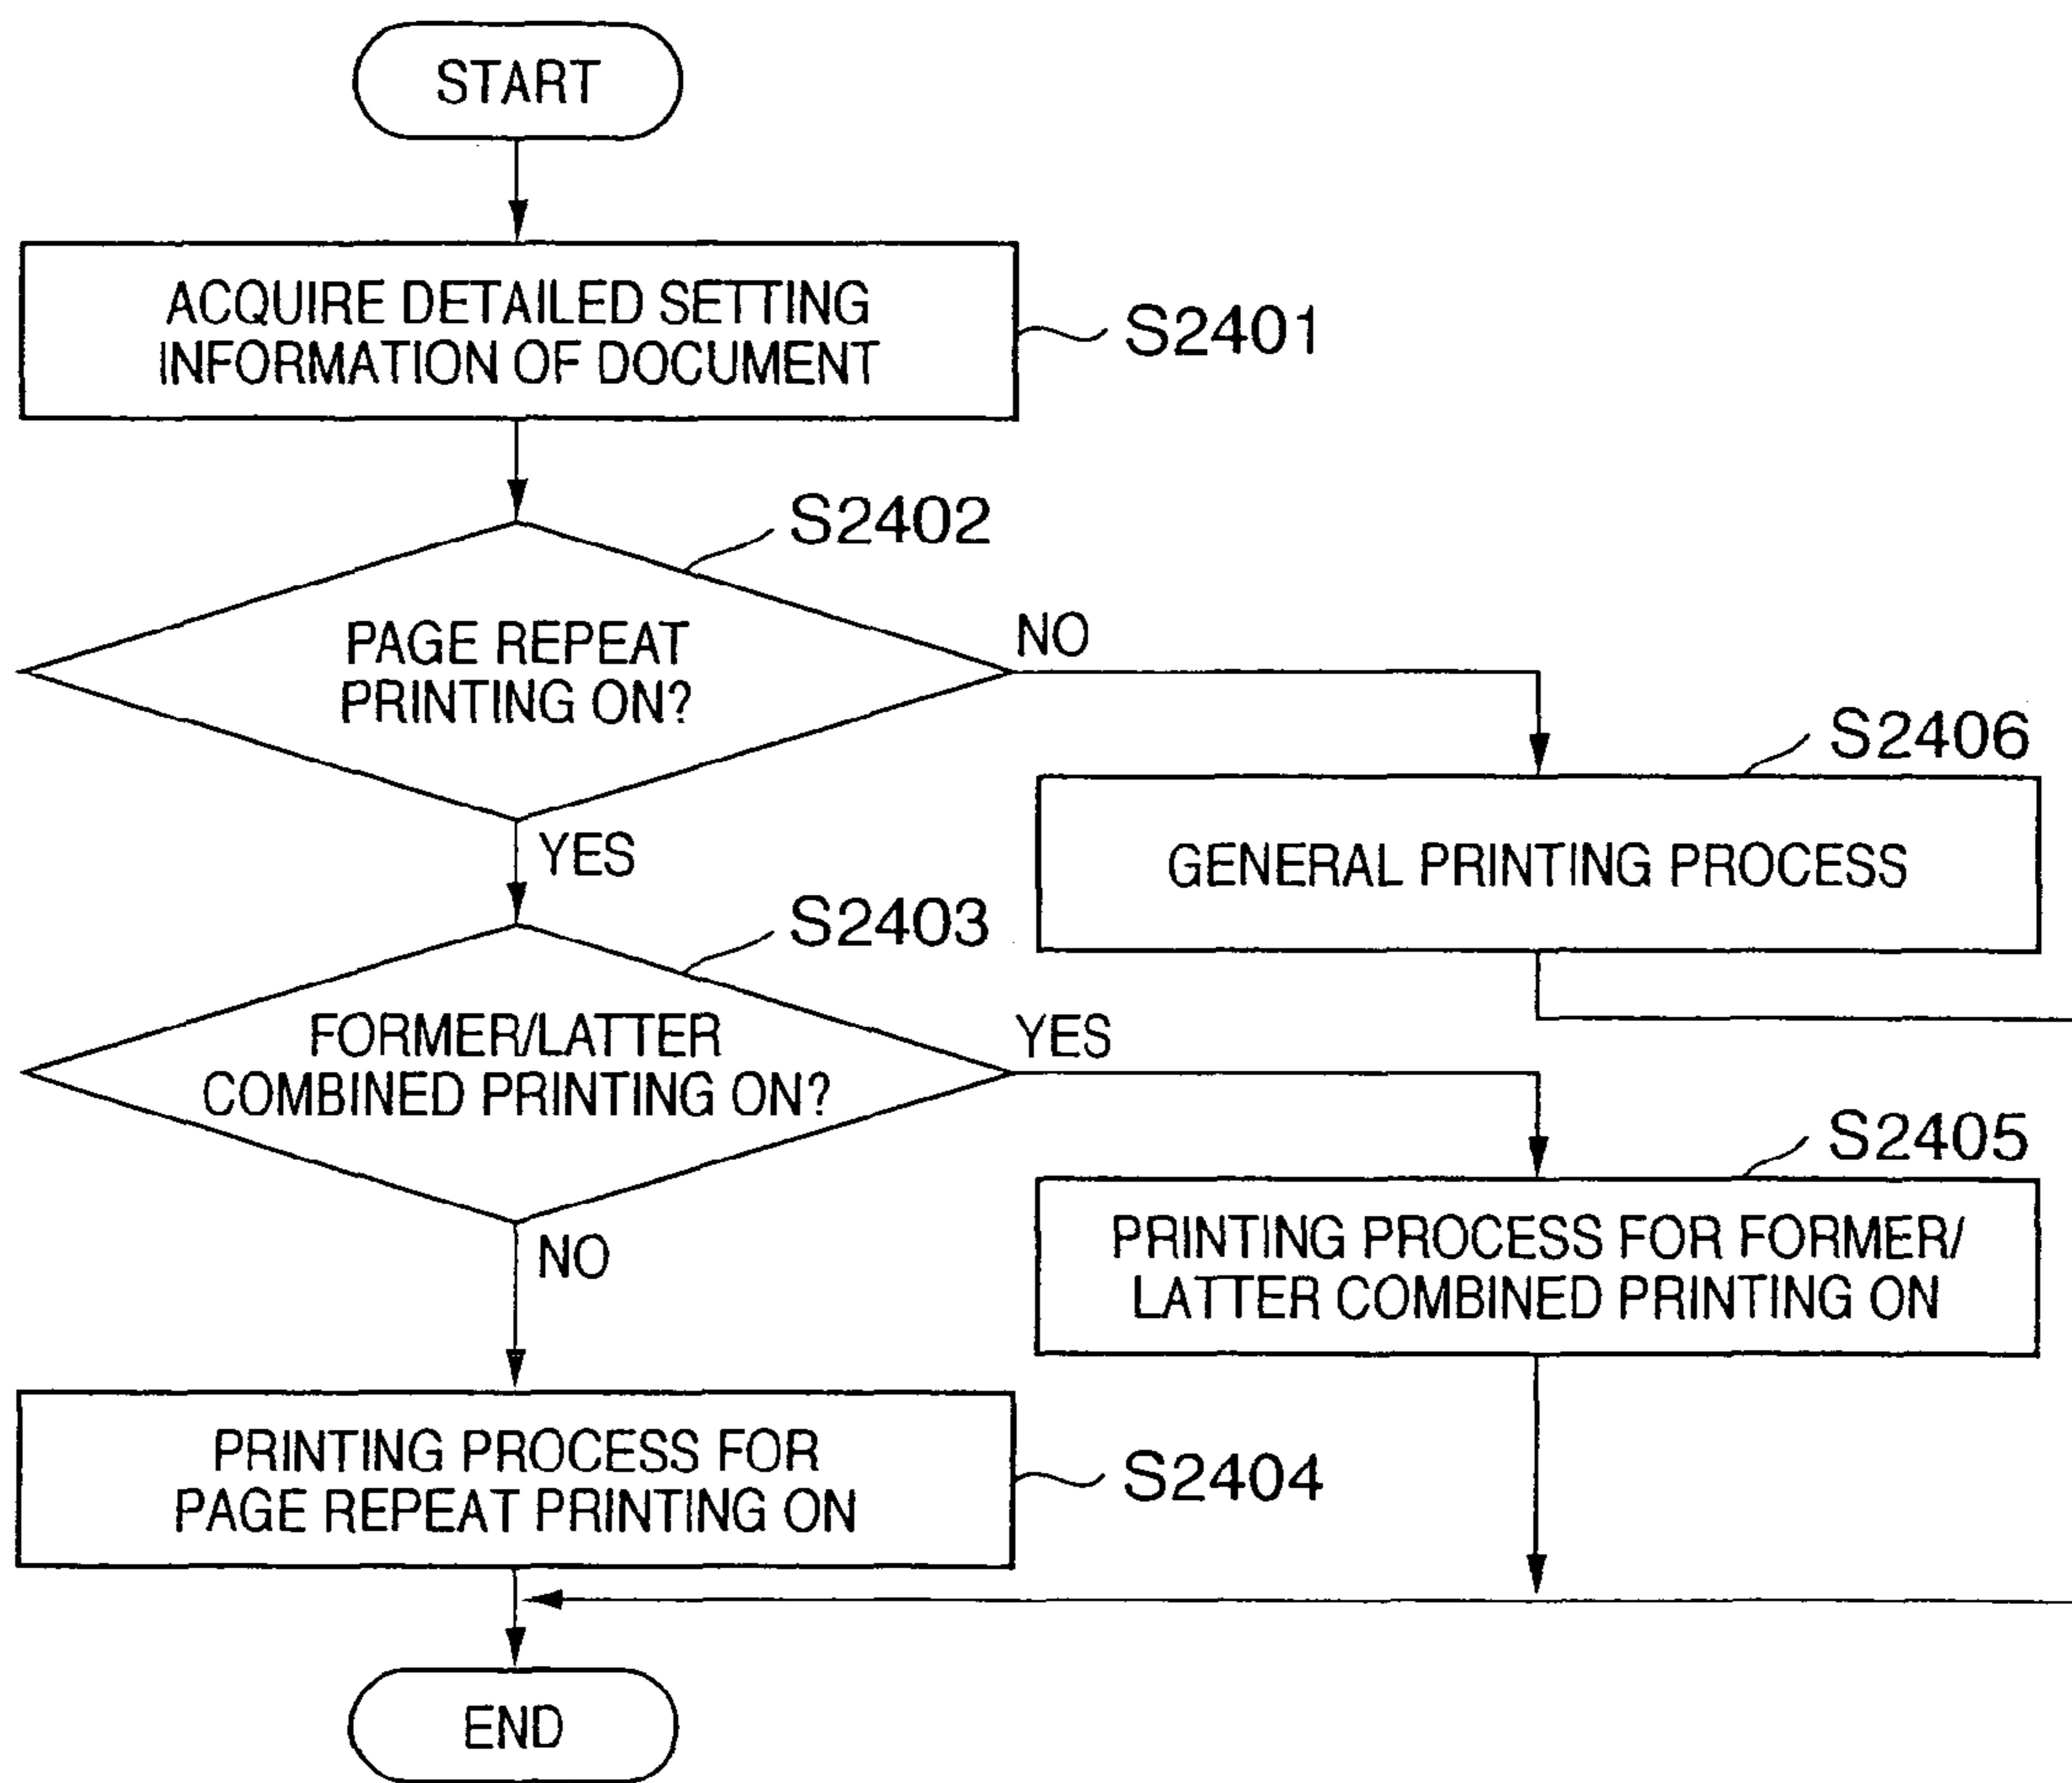 START
ACQUIRE DETAILED SETTING
INFORMATION OF DOCUMENT
S2401
S2402
PAGE REPEAT
PRINTING ON?
NO
S2406
GENERAL PRINTING PROCESS
YES
S2403
FORMER/LATTER
COMBINED PRINTING ON?
YES
S2405
PRINTING PROCESS FOR FORMER/
LATTER COMBINED PRINTING ON
NO
PRINTING PROCESS FOR
PAGE REPEAT PRINTING ON
S2404
END